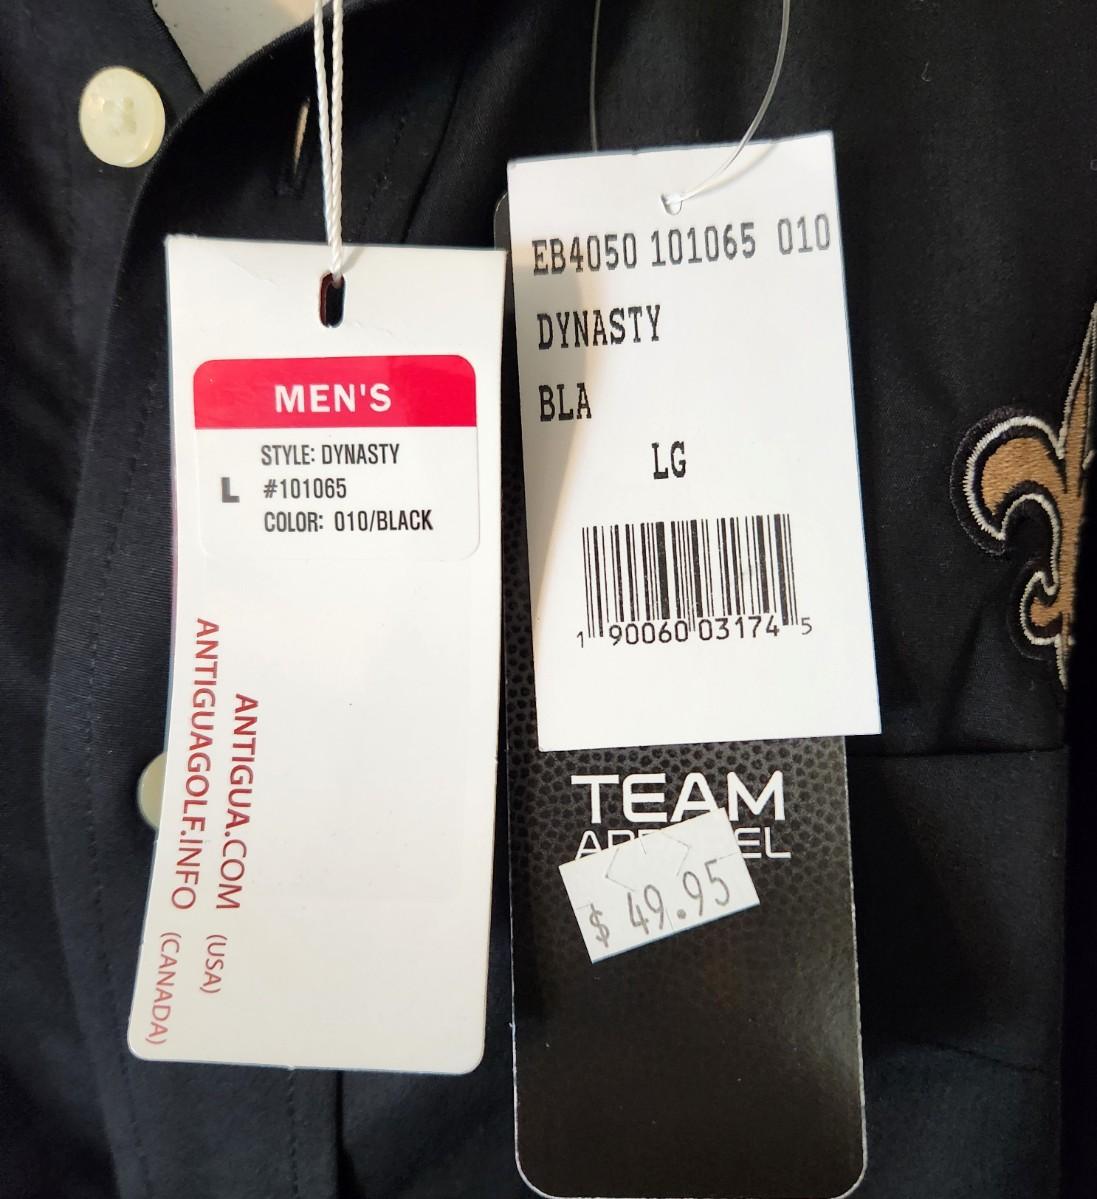 MEN'S
STYLE: DYNASTY
L #101065
COLOR: 010/BLACK
ANTIGUA.COM (USA)
ANTIGUAGOLF.INFO (CANADA)
EB4050 101065 010
DYNASTY
BLA
LG
1 90060 03174 5
TEAM
$ 49.95